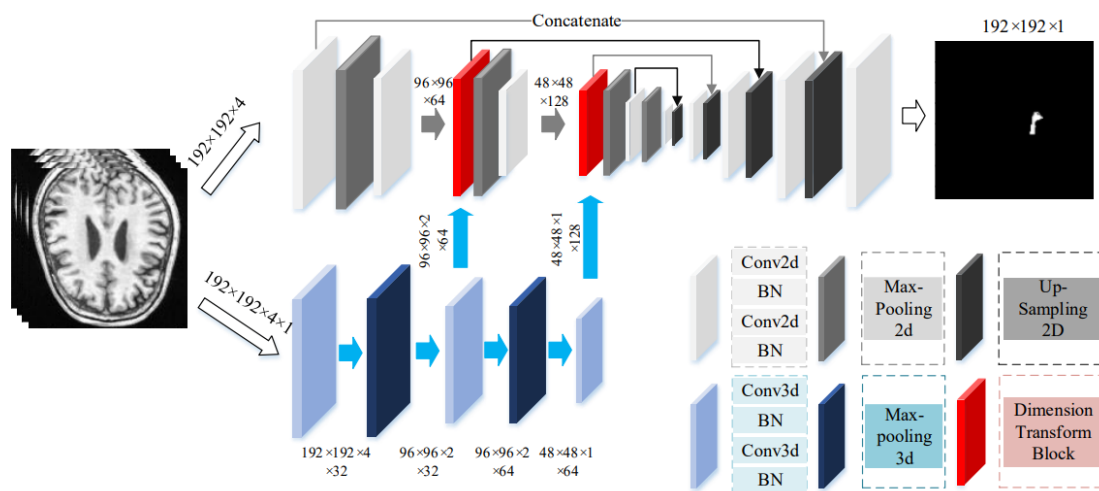 Concatenate
192×192×1
192×192×4
96×96
×64
48×48
×128
96×96×2
64
48×48×1
128
192×192×4×1
192×192×4
×32
96×96×2
×32
96×96×2
×64
48×48×1
×64
Conv2d
BN
Conv2d
BN
Max-
Pooling
2d
Up-
Sampling
2D
Conv3d
BN
Conv3d
BN
Max-
pooling
3d
Dimension
Transform
Block